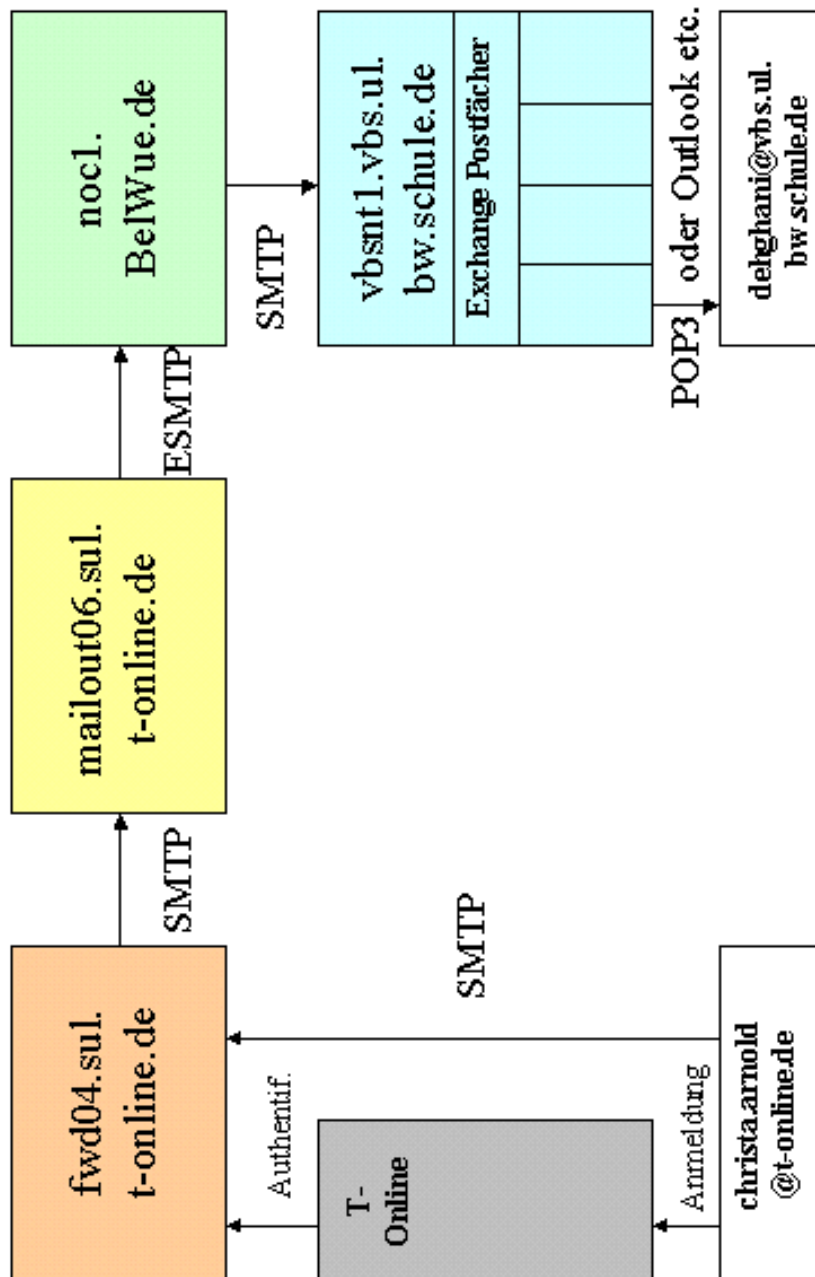 fwd04.sul.
t-online.de
SMTP
mailout06.sul.
t-online.de
ESMTP
noc1.
BelWue.de
Authentif.
SMTP
T-
Online
SMTP
vbsnt1.vbs.ul.
bw.schule.de
Exchange Postfächer
Anmeldung
POP3
oder Outlook etc.
christa.arnold
@t-online.de
dehghani@vbs.ul.
bw.schule.de